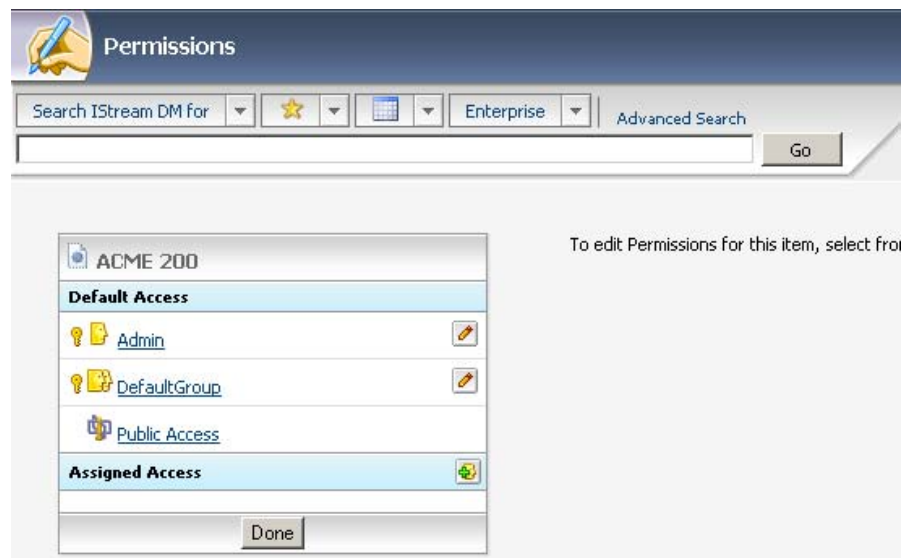 Permissions
Search IStream DM for Enterprise Advanced Search
Go
ACME 200
To edit Permissions for this item, select
Default Access
Admin
DefaultGroup
Public Access
Assigned Access
Done